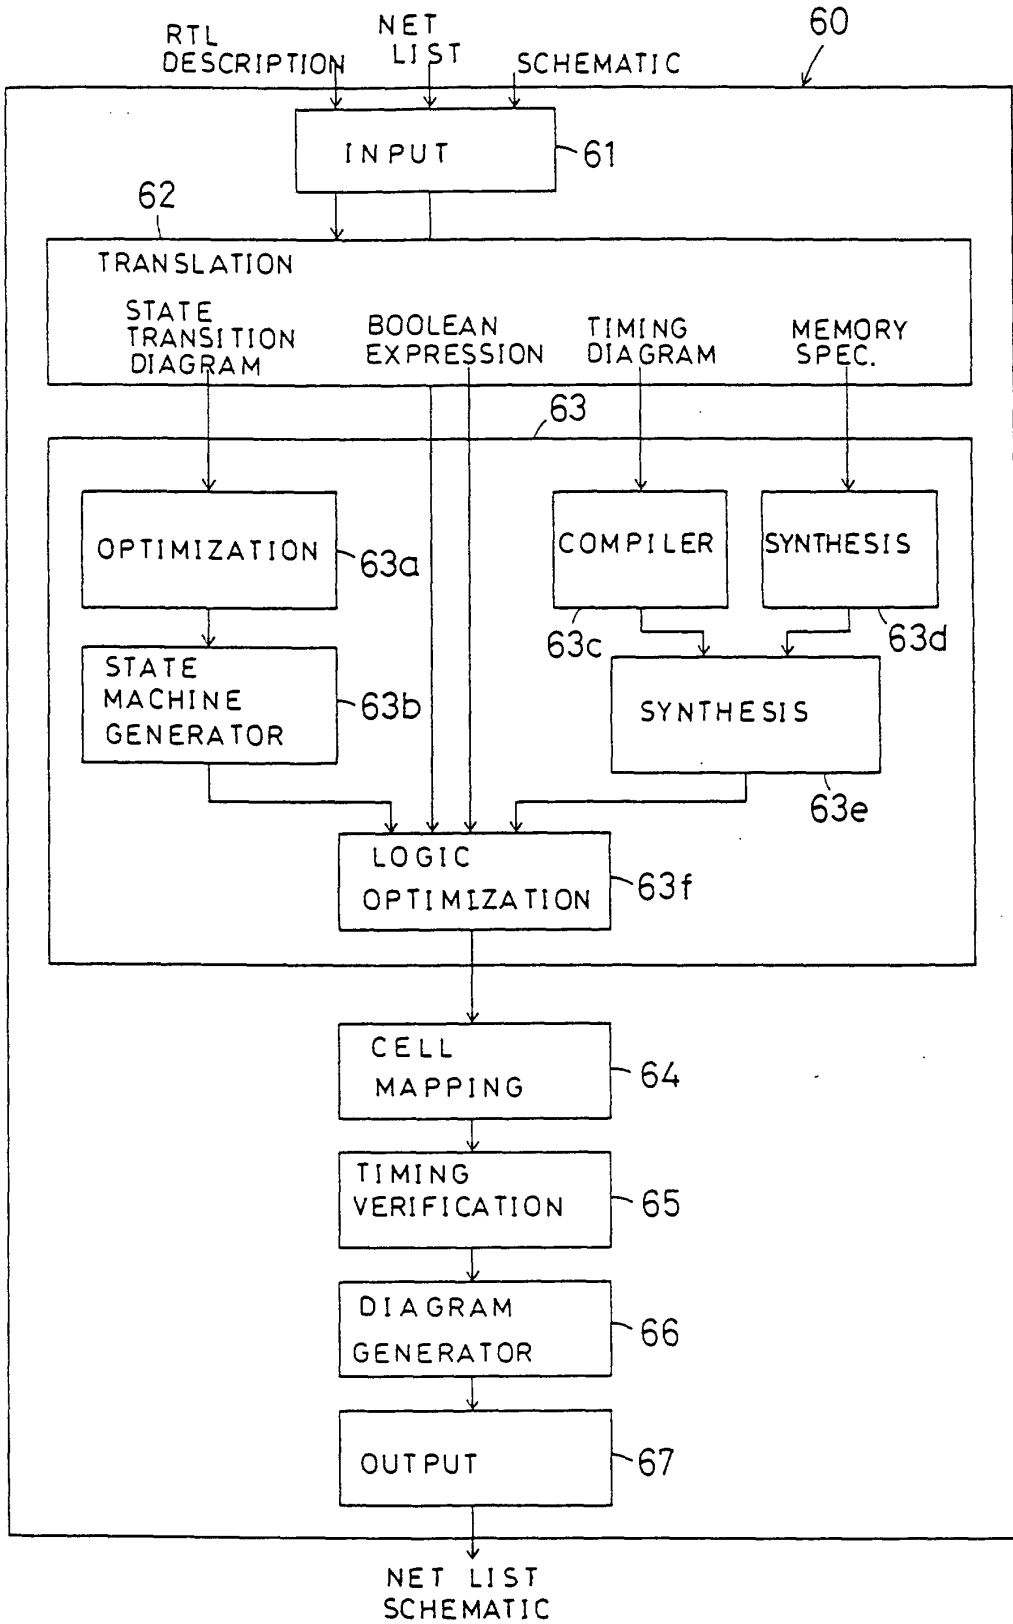 60
RTL
DESCRIPTION
NET
LIST
SCHEMATIC
INPUT
61
62
TRANSLATION
STATE
TRANSITION
DIAGRAM
BOOLEAN
EXPRESSION
TIMING
DIAGRAM
MEMORY
SPEC.
63
OPTIMIZATION
63a
COMPILER
63c
SYNTHESIS
63d
STATE
MACHINE
GENERATOR
63b
SYNTHESIS
63e
LOGIC
OPTIMIZATION
63f
CELL
MAPPING
64
TIMING
VERIFICATION
65
DIAGRAM
GENERATOR
66
OUTPUT
67
NET LIST
SCHEMATIC